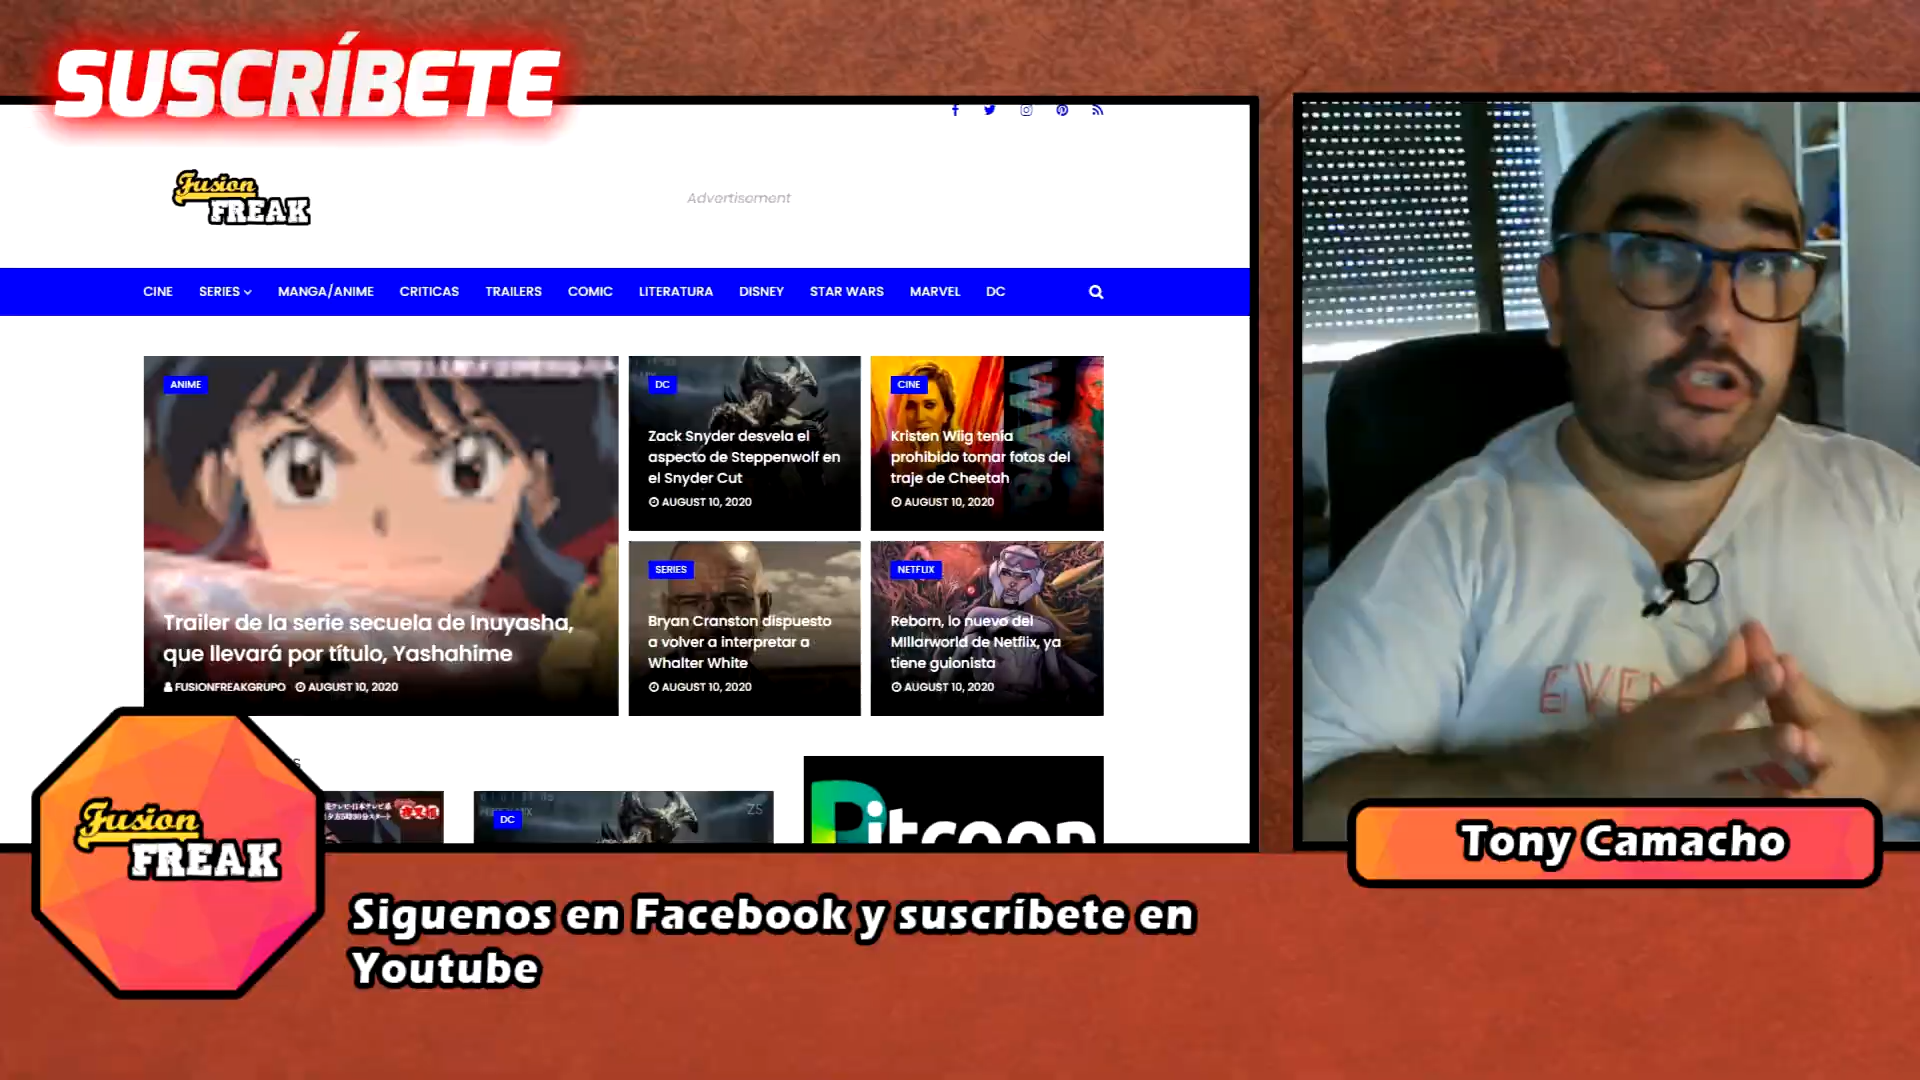 SUSCRÍBETE
Fusion
FREAK
Advertisement
CINE SERIES MANGA/ANIME CRITICAS TRAILERS COMIC LITERATURA DISNEY STAR WARS MARVEL DC
ANIME
Trailer de la serie secuela de Inuyasha,
que llevará por título, Yashahime
FUSIONFREAKGRUPO AUGUST 10, 2020
DC
Zack Snyder desvela el
aspecto de Steppenwolf en
el Snyder Cut
AUGUST 10, 2020
CINE
Kristen Wiig tenía
prohibido tomar fotos del
traje de Cheetah
AUGUST 10, 2020
SERIES
Bryan Cranston dispuesto
a volver a interpretar a
Whalter White
AUGUST 10, 2020
NETFLIX
Reborn, lo nuevo del
MIllarworld de Netflix, ya
tiene guionista
AUGUST 10, 2020
DC
Fusion
FREAK
Siguenos en Facebook y suscríbete en
Youtube
Tony Camacho